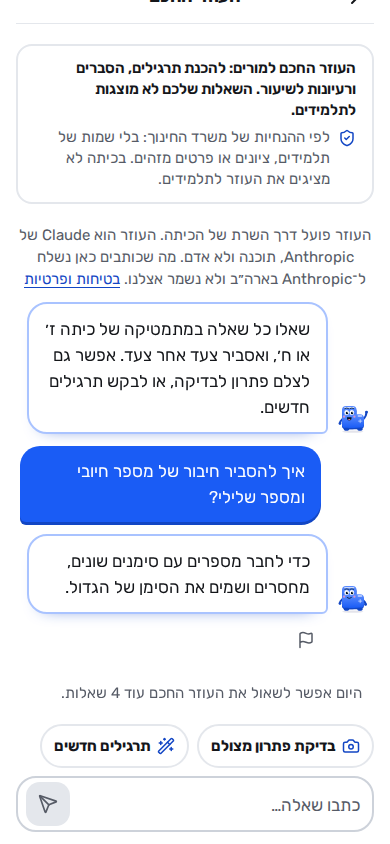 העוזר החכם
העוזר החכם למורים: להכנת תרגילים, הסברים
ורעיונות לשיעור. השאלות שלכם לא מוצגות
לתלמידים.
לפי ההנחיות של משרד החינוך: בלי שמות של
תלמידים, ציונים או פרטים מזהים. בכיתה לא
מציגים את העוזר לתלמידים.
העוזר פועל דרך השרת של הכיתה. העוזר הוא Claude של
Anthropic, תוכנה ולא אדם. מה שכותבים כאן נשלח
ל־Anthropic בארה״ב ולא נשמר אצלנו. בטיחות ופרטיות
שאלו כל שאלה במתמטיקה של כיתה ז׳
או ח׳, ואסביר צעד אחר צעד. אפשר גם
לצלם פתרון לבדיקה, או לבקש תרגילים
חדשים.
איך להסביר חיבור של מספר חיובי
ומספר שלילי?
כדי לחבר מספרים עם סימנים שונים,
מחסרים ושמים את הסימן של הגדול.
היום אפשר לשאול את העוזר החכם עוד 4 שאלות.
בדיקת פתרון מצולם
תרגילים חדשים
כתבו שאלה...